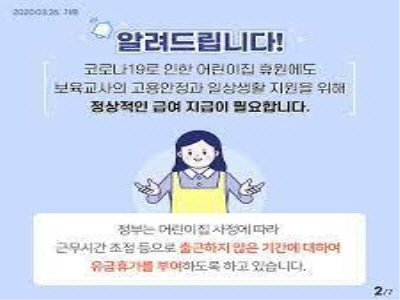 2020.03.26. 기준
알려드립니다!
코로나19로 인한 어린이집 휴원에도
보육교사의 고용안정과 일상생활 지원을 위해
정상적인 급여 지급이 필요합니다.
정부는 어린이집 사정에 따라
근무시간 조정 등으로 출근하지 않은 기간에 대하여
유급휴가를 부여하도록 하고 있습니다.
2/7